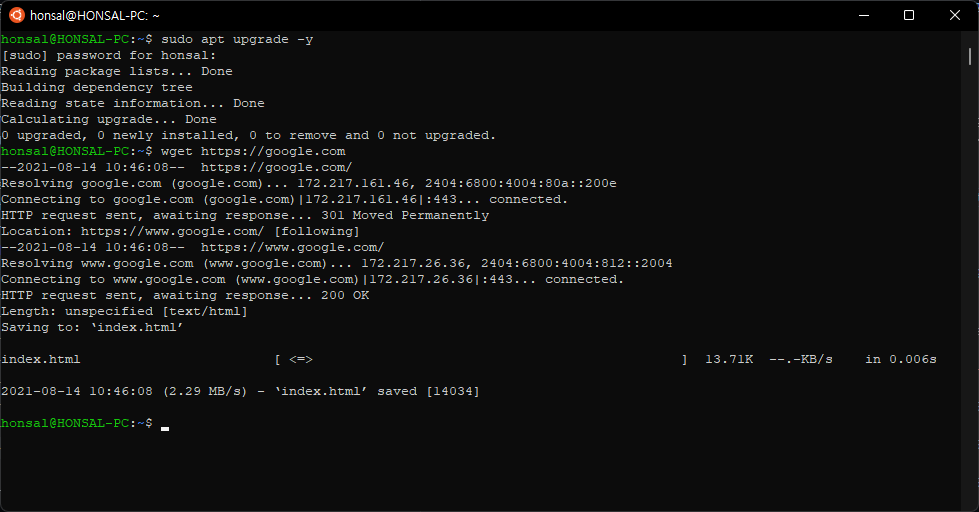 honsal@HONSAL-PC: ~
honsal@HONSAL-PC:~$ sudo apt upgrade -y
[sudo] password for honsal:
Reading package lists... Done
Building dependency tree
Reading state information... Done
Calculating upgrade... Done
0 upgraded, 0 newly installed, 0 to remove and 0 not upgraded.
honsal@HONSAL-PC:~$ wget https://google.com
--2021-08-14 10:46:08--  https://google.com/
Resolving google.com (google.com)... 172.217.161.46, 2404:6800:4004:80a::200e
Connecting to google.com (google.com)|172.217.161.46|:443... connected.
HTTP request sent, awaiting response... 301 Moved Permanently
Location: https://www.google.com/ [following]
--2021-08-14 10:46:08--  https://www.google.com/
Resolving www.google.com (www.google.com)... 172.217.26.36, 2404:6800:4004:812::2004
Connecting to www.google.com (www.google.com)|172.217.26.36|:443... connected.
HTTP request sent, awaiting response... 200 OK
Length: unspecified [text/html]
Saving to: ‘index.html’
index.html                        [ <=>                                              ]  13.71K  --.-KB/s    in 0.006s
2021-08-14 10:46:08 (2.29 MB/s) - ‘index.html’ saved [14034]
honsal@HONSAL-PC:~$